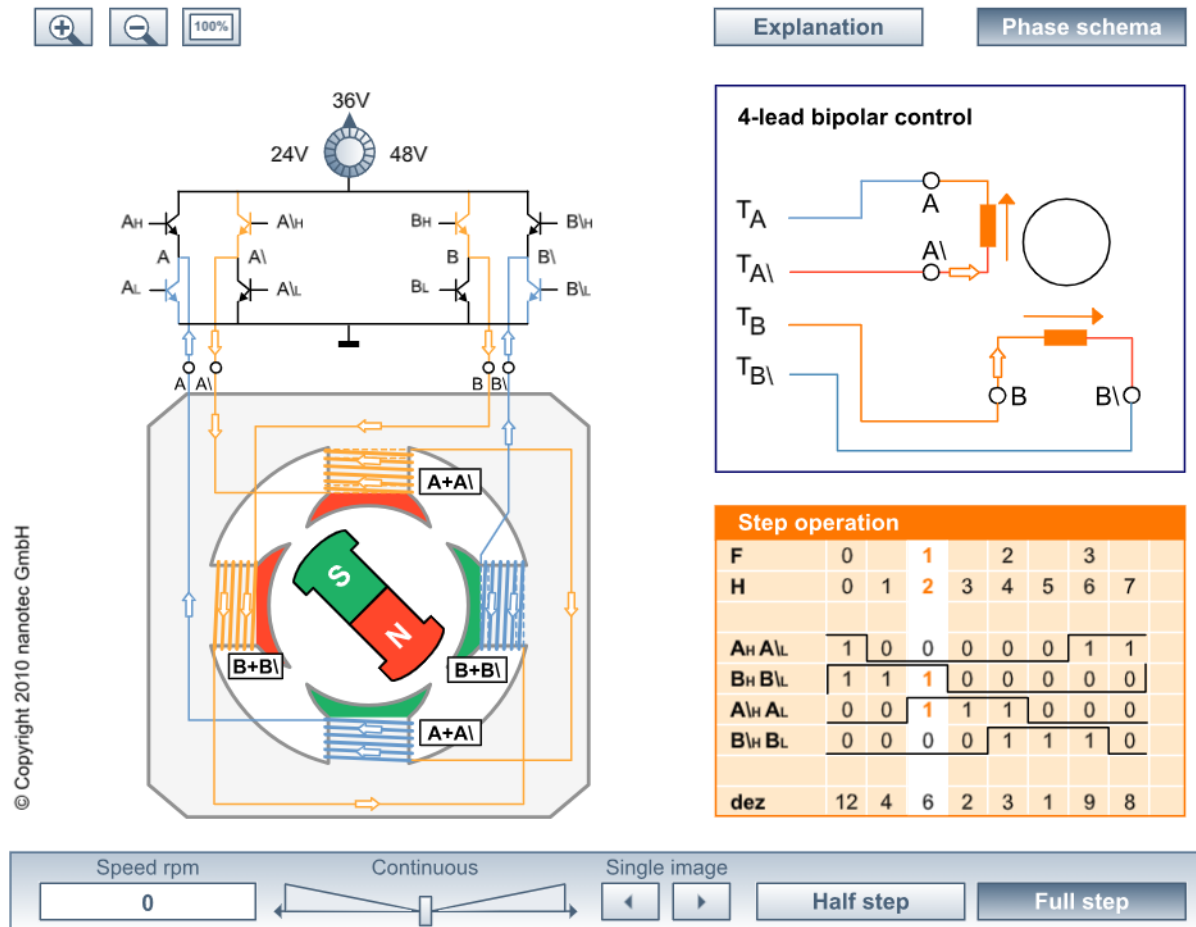 100%
Explanation
Phase schema
36V
24V
48V
AH
A\H
BH
B\H
A
A\
B
B\
AL
A\L
BL
B\L
A
A\
B
B\
A+A\
B+B\
B+B\
A+A\
S
N
© Copyright 2010 nanotec GmbH
4-lead bipolar control
TA
A
TA\
A\
TB
TB\
B
B\
Step operation
F 0 1 2 3
H 0 1 2 3 4 5 6 7
AH A\L 1 0 0 0 0 0 1 1
BH B\L 1 1 1 0 0 0 0 0
A\H AL 0 0 1 1 1 0 0 0
B\H BL 0 0 0 0 1 1 1 0
dez 12 4 6 2 3 1 9 8
Speed rpm
Continuous
Single image
0
Half step
Full step